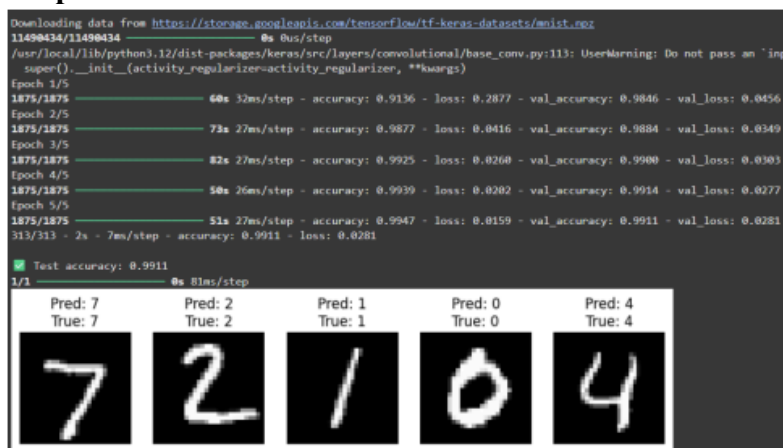 Downloading data from https://storage.googleapis.com/tensorflow/tf-keras-datasets/mnist.npz
11490434/11490434 0s 0us/step
/usr/local/lib/python3.12/dist-packages/keras/src/layers/convolutional/base_conv.py:113: UserWarning: Do not pass an `inp
super().__init__(activity_regularizer=activity_regularizer, **kwargs)
Epoch 1/5
1875/1875 60s 32ms/step - accuracy: 0.9136 - loss: 0.2877 - val_accuracy: 0.9846 - val_loss: 0.0456
Epoch 2/5
1875/1875 73s 27ms/step - accuracy: 0.9877 - loss: 0.0416 - val_accuracy: 0.9884 - val_loss: 0.0349
Epoch 3/5
1875/1875 82s 27ms/step - accuracy: 0.9925 - loss: 0.0260 - val_accuracy: 0.9900 - val_loss: 0.0303
Epoch 4/5
1875/1875 50s 26ms/step - accuracy: 0.9939 - loss: 0.0202 - val_accuracy: 0.9914 - val_loss: 0.0277
Epoch 5/5
1875/1875 51s 27ms/step - accuracy: 0.9947 - loss: 0.0159 - val_accuracy: 0.9911 - val_loss: 0.0281
313/313 - 2s - 7ms/step - accuracy: 0.9911 - loss: 0.0281
✅ Test accuracy: 0.9911
1/1 0s 81ms/step
Pred: 7 Pred: 2 Pred: 1 Pred: 0 Pred: 4
True: 7 True: 2 True: 1 True: 0 True: 4
7 2 1 0 4